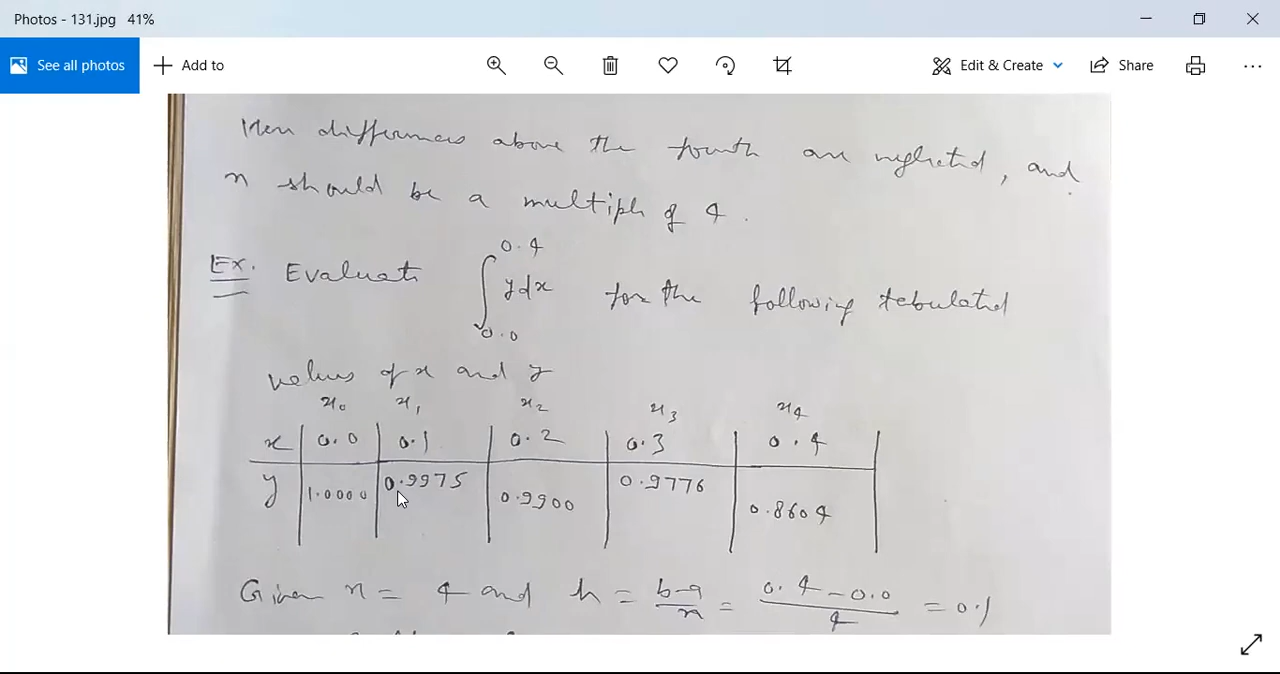 Photos - 131.jpg 41%
See all photos
Add to
Edit & Create
Share
Here differences above the fourth are neglected, and
n should be a multiple of 4.
Ex. Evaluate ∫0.0^0.4 y dx for the following tabulated
values of x and y
x0 x1 x2 x3 x4
x 0.0 0.1 0.2 0.3 0.4
y 1.0000 0.9975 0.9900 0.9776 0.8604
Given n = 4 and h = b-a/n = 0.4-0.0/4 = 0.1